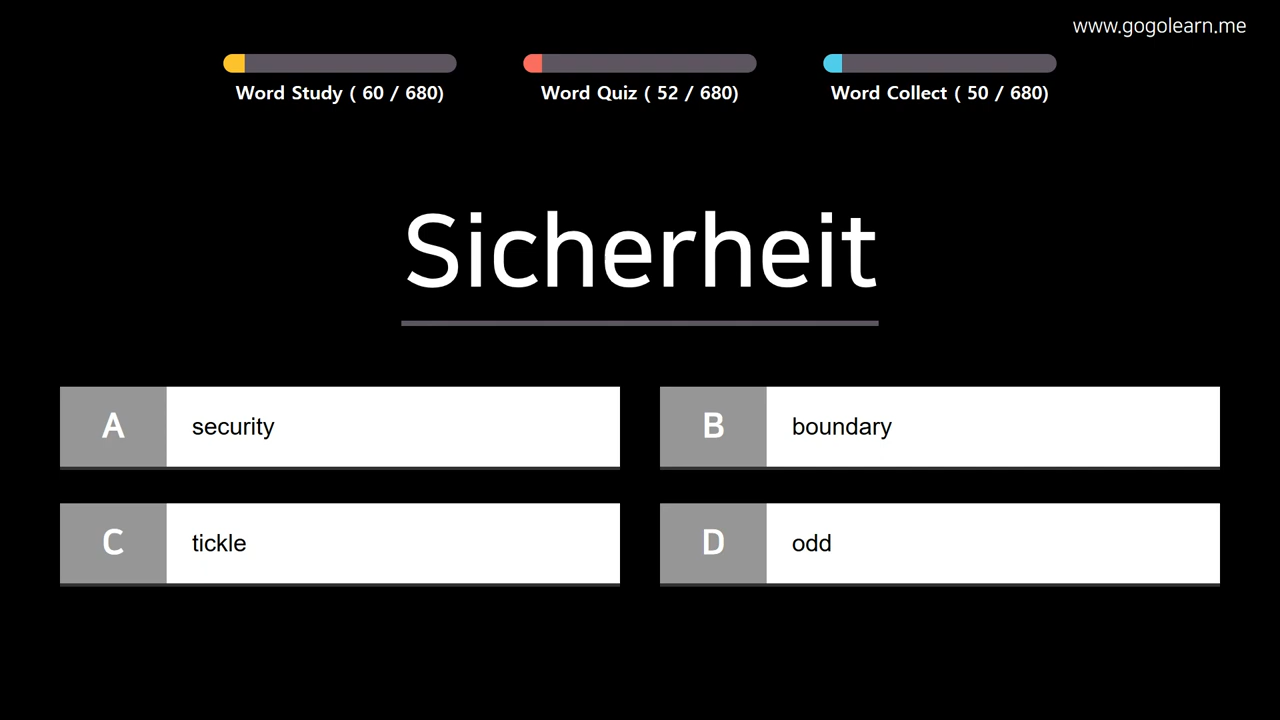 www.gogolearn.me
Word Study ( 60 / 680)
Word Quiz ( 52 / 680)
Word Collect ( 50 / 680)
Sicherheit
A security
B boundary
C tickle
D odd